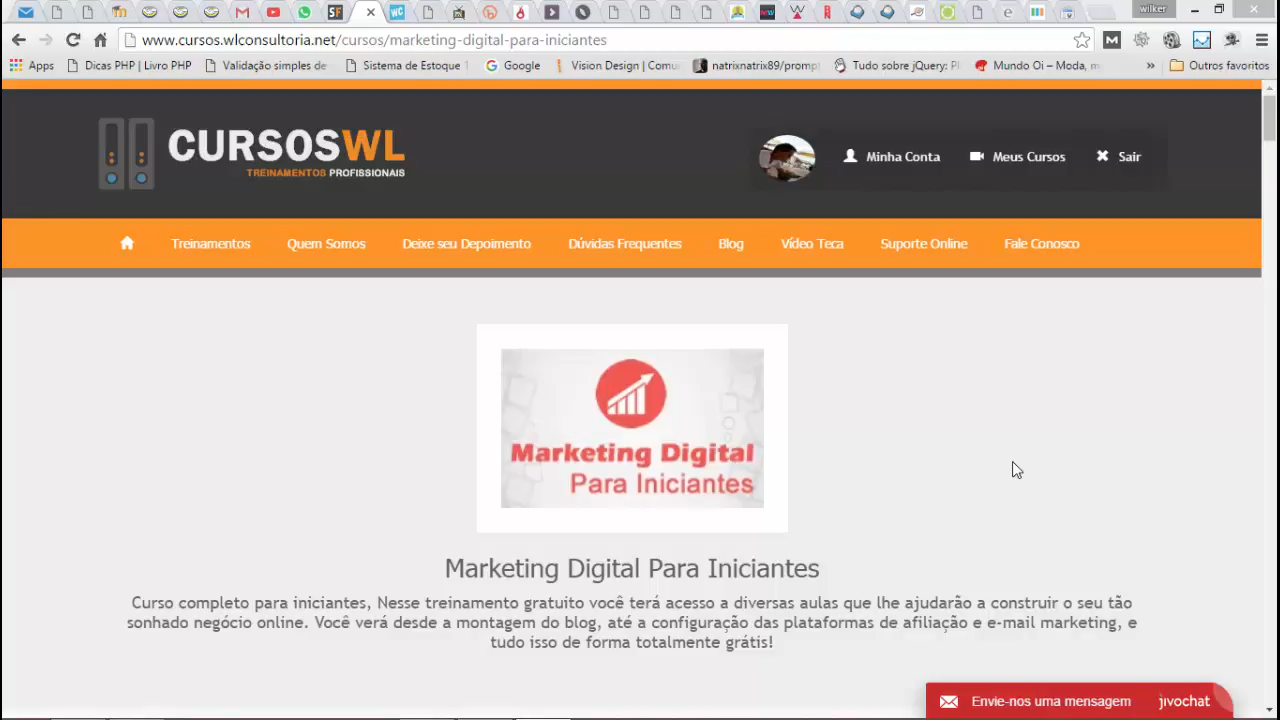 wilker
www.cursos.wlconsultoria.net/cursos/marketing-digital-para-iniciantes
Apps Dicas PHP | Livro PHP Validação simples de Sistema de Estoque Google Vision Design | Comu natrixnatrix89/promp Tudo sobre jQuery: Mundo Oi – Moda, m » Outros favoritos
CURSOSWL
TREINAMENTOS PROFISSIONAIS
Minha Conta Meus Cursos Sair
Treinamentos Quem Somos Deixe seu Depoimento Dúvidas Frequentes Blog Vídeo Teca Suporte Online Fale Conosco
Marketing Digital
Para Iniciantes
Marketing Digital Para Iniciantes
Curso completo para iniciantes, Nesse treinamento gratuito você terá acesso a diversas aulas que lhe ajudarão a construir o seu tão
sonhado negócio online. Você verá desde a montagem do blog, até a configuração das plataformas de afiliação e e-mail marketing, e
tudo isso de forma totalmente grátis!
Envie-nos uma mensagem jivochat